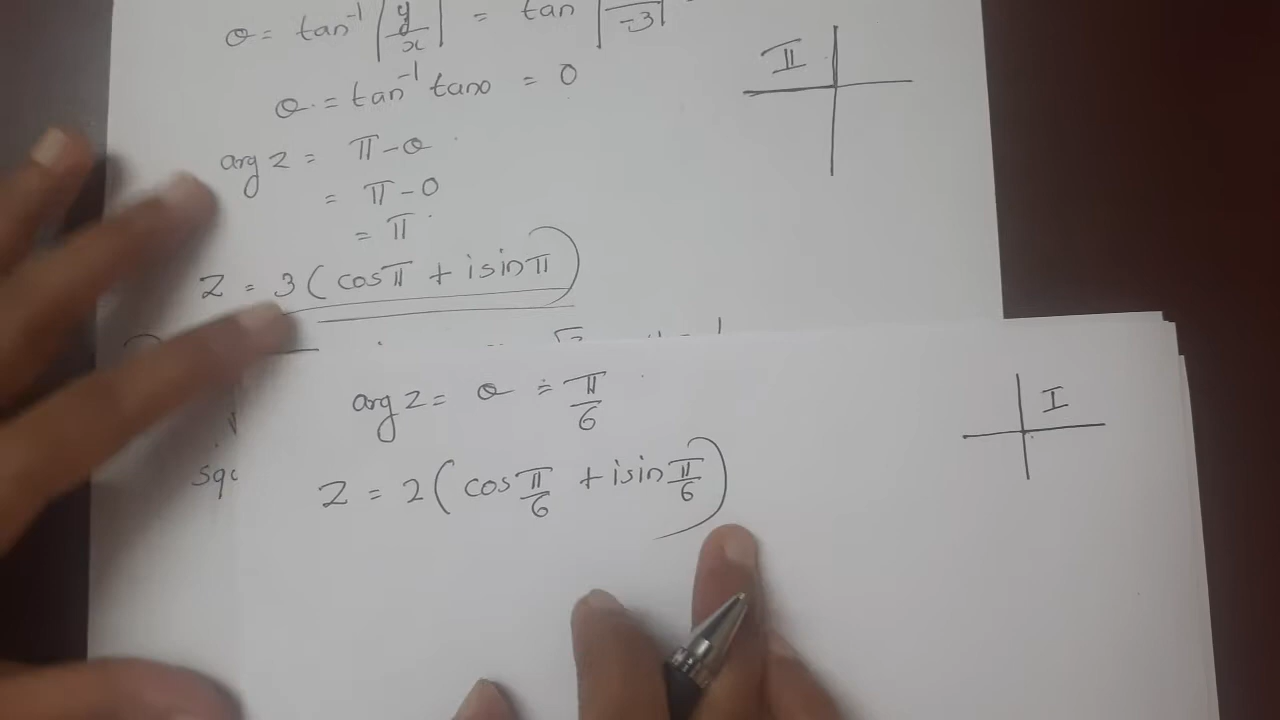 θ = tan⁻¹ |y/x| = tan | /-3|
θ = tan⁻¹ tan0 = 0
II
arg z = π-θ
= π-0
= π
z = 3(cosπ + isinπ)
arg z = θ = π/6
I
sq
z = 2(cos π/6 + isin π/6)